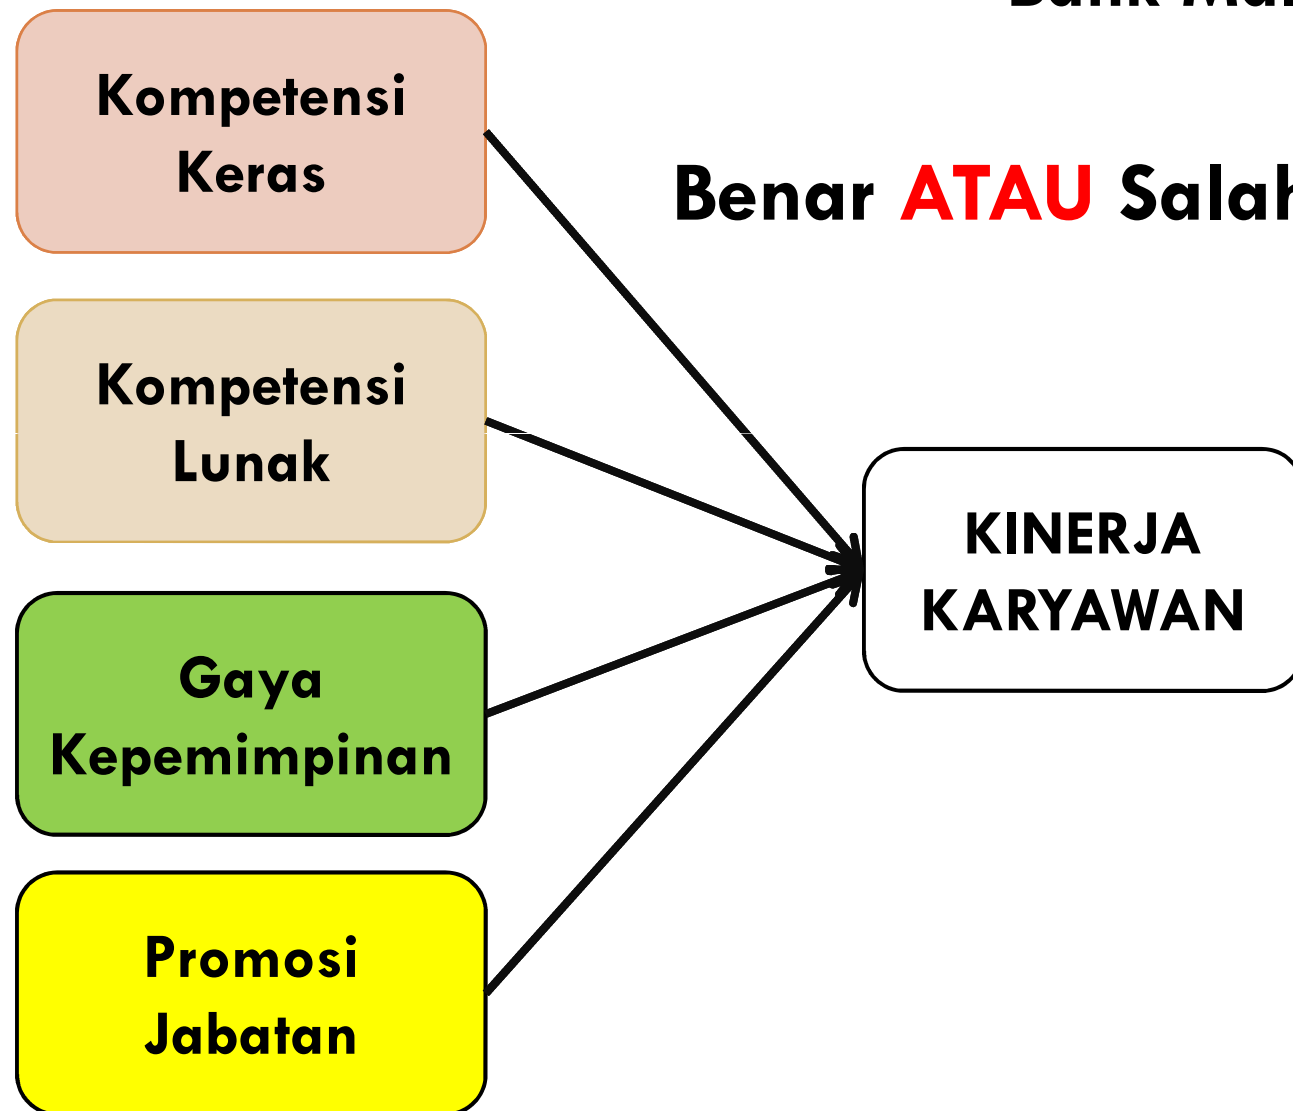 Kompetensi
Keras
Benar ATAU Salah
Kompetensi
Lunak
KINERJA
KARYAWAN
Gaya
Kepemimpinan
Promosi
Jabatan